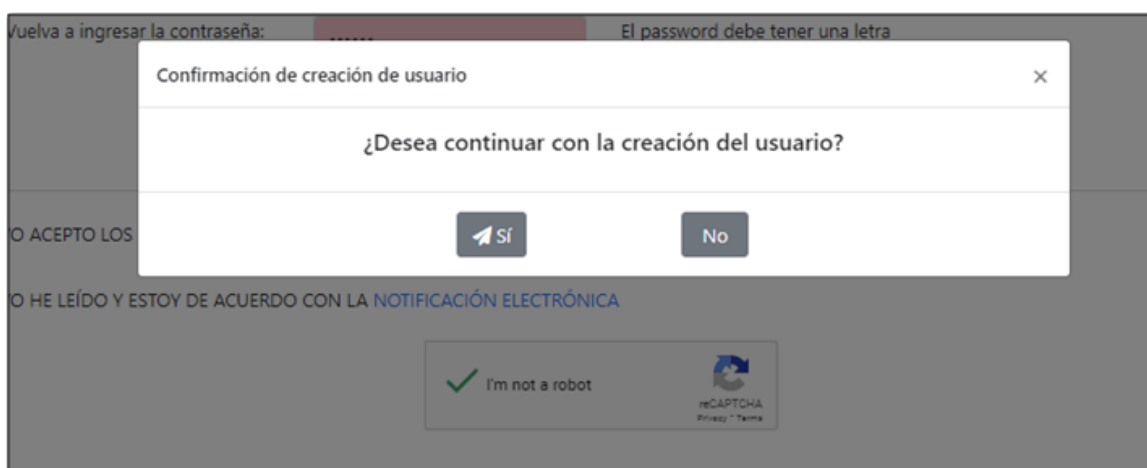 Vuelva a ingresar la contraseña:
El password debe tener una letra
Confirmación de creación de usuario
×
¿Desea continuar con la creación del usuario?
Sí
No
O ACEPTO LOS
O HE LEÍDO Y ESTOY DE ACUERDO CON LA NOTIFICACIÓN ELECTRÓNICA
I'm not a robot
reCAPTCHA
Privacy - Terms